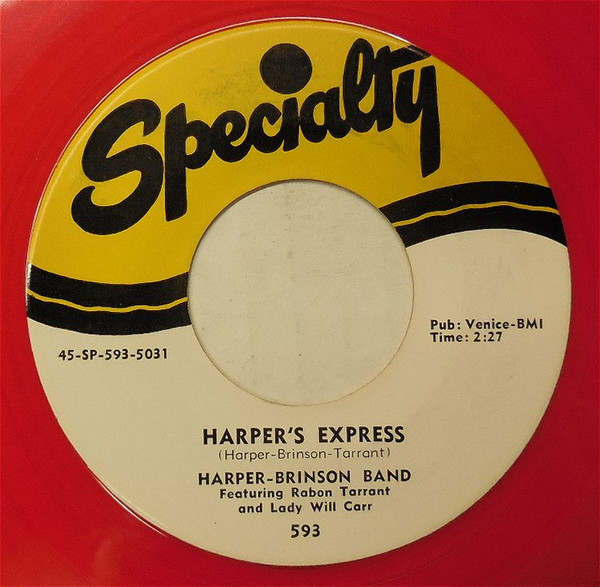 Specialty
Pub: Venice-BMI
Time: 2:27
45-SP-593-5031
HARPER'S EXPRESS
(Harper-Brinson-Tarrant)
HARPER-BRINSON BAND
Featuring Rabon Tarrant
and Lady Will Carr
593